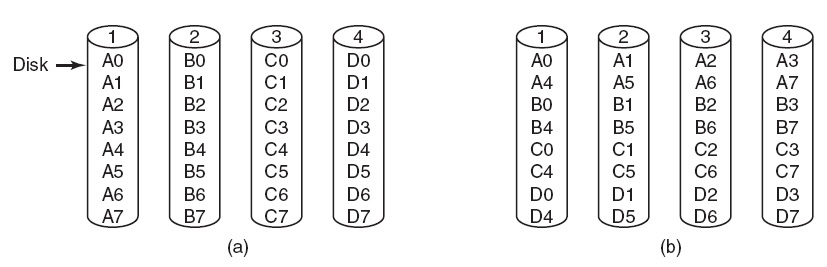 1 2 3 4 1 2 3 4
Disk A0 B0 C0 D0 A0 A1 A2 A3
A1 B1 C1 D1 A4 A5 A6 A7
A2 B2 C2 D2 B0 B1 B2 B3
A3 B3 C3 D3 B4 B5 B6 B7
A4 B4 C4 D4 C0 C1 C2 C3
A5 B5 C5 D5 C4 C5 C6 C7
A6 B6 C6 D6 D0 D1 D2 D3
A7 B7 C7 D7 D4 D5 D6 D7
(a) (b)